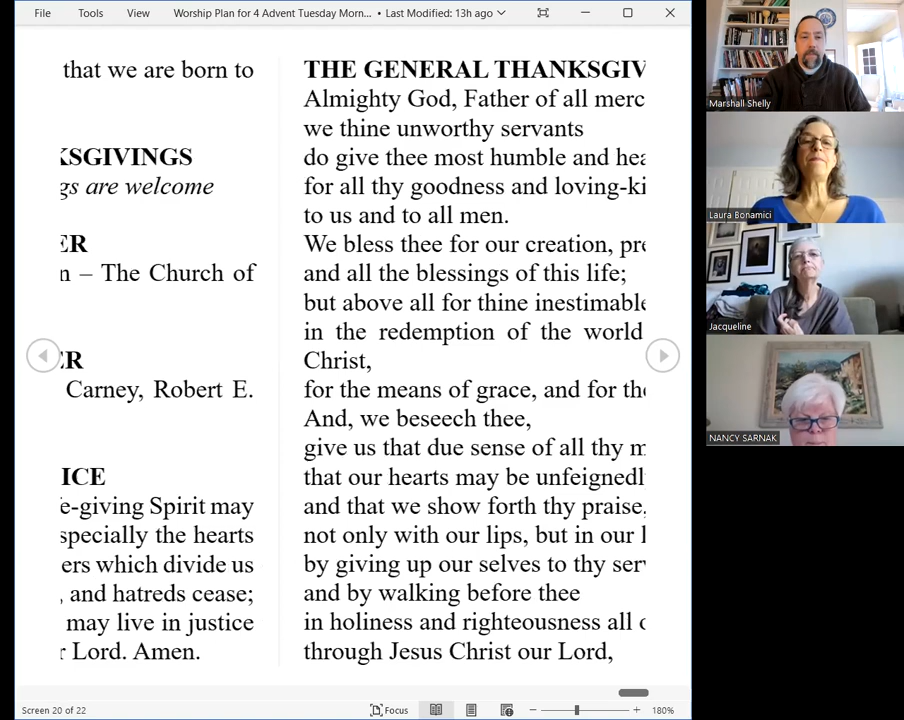 File Tools View Worship Plan for 4 Advent Tuesday Morn... • Last Modified: 13h ago
that we are born to
KSGIVINGS
gs are welcome
ER
n – The Church of
ER
Carney, Robert E.
ICE
e-giving Spirit may
specially the hearts
ers which divide us
, and hatreds cease;
may live in justice
r Lord. Amen.
THE GENERAL THANKSGIV
Almighty God, Father of all merc
we thine unworthy servants
do give thee most humble and hea
for all thy goodness and loving-ki
to us and to all men.
We bless thee for our creation, pre
and all the blessings of this life;
but above all for thine inestimable
in the redemption of the world
Christ,
for the means of grace, and for the
And, we beseech thee,
give us that due sense of all thy m
that our hearts may be unfeignedl
and that we show forth thy praise,
not only with our lips, but in our l
by giving up our selves to thy ser
and by walking before thee
in holiness and righteousness all
through Jesus Christ our Lord,
Screen 20 of 22 Focus 180%
Marshall Shelly
Laura Bonamici
Jacqueline
NANCY SARNAK